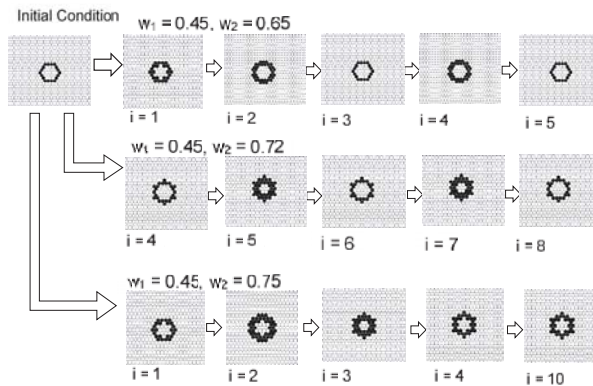 Initial Condition
w₁ = 0.45, w₂ = 0.65
i = 1
i = 2
i = 3
i = 4
i = 5
w₁ = 0.45, w₂ = 0.72
i = 4
i = 5
i = 6
i = 7
i = 8
w₁ = 0.45, w₂ = 0.75
i = 1
i = 2
i = 3
i = 4
i = 10